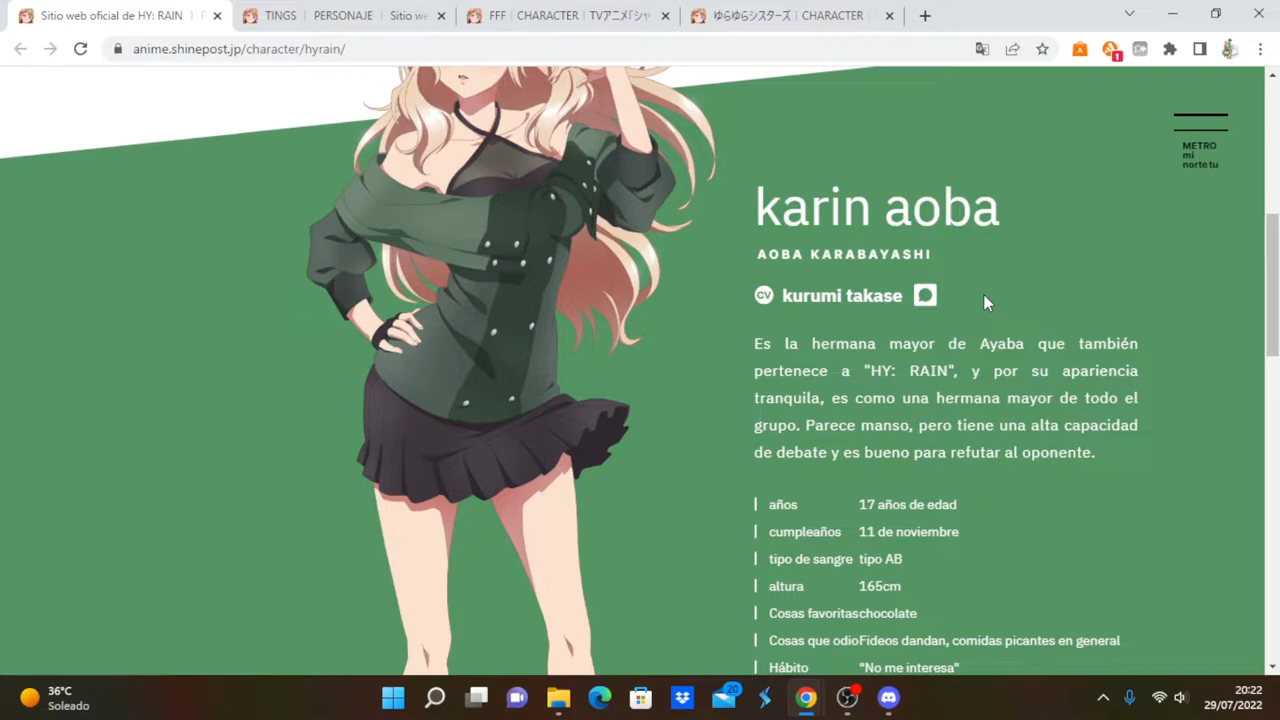 Sitio web oficial de HY: RAIN
TINGS | PERSONAJE | Sitio w
FFF | CHARACTER | TVアニメ「シャ
ゆらゆらシスターズ | CHARACTER
anime.shinepost.jp/character/hyrain/
1
METRO
mi
norte tu
karin aoba
AOBA KARABAYASHI
CV kurumi takase
Es la hermana mayor de Ayaba que también
pertenece a "HY: RAIN", y por su apariencia
tranquila, es como una hermana mayor de todo el
grupo. Parece manso, pero tiene una alta capacidad
de debate y es bueno para refutar al oponente.
años 17 años de edad
cumpleaños 11 de noviembre
tipo de sangre tipo AB
altura 165cm
Cosas favoritaschocolate
Cosas que odioFideos dandan, comidas picantes en general
Hábito "No me interesa"
36°C
Soleado
20
20:22
29/07/2022